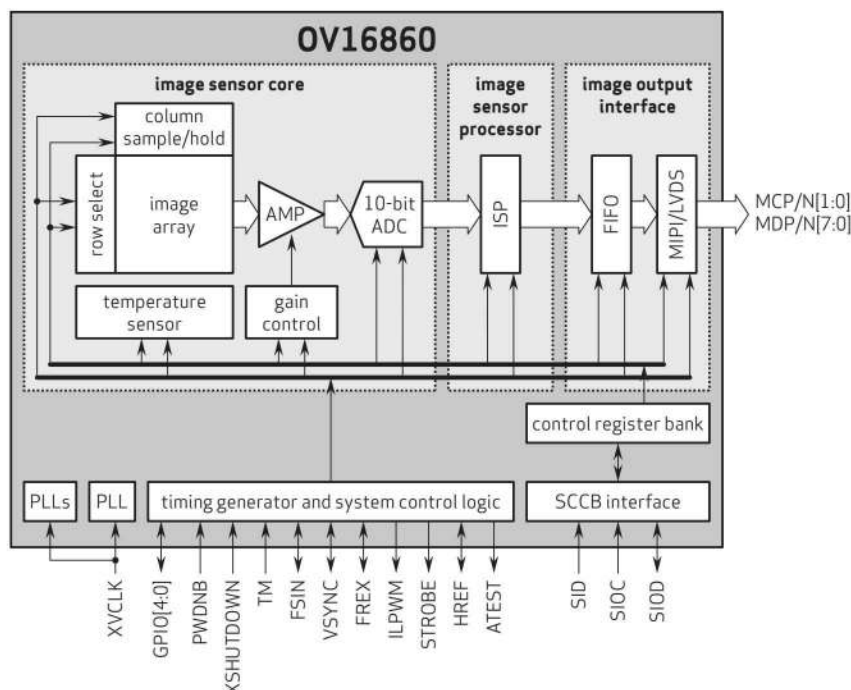 OV16860
image sensor core
image
sensor
processor
image output
interface
column
sample/hold
row select
image
array
AMP
10-bit
ADC
ISP
FIFO
MIPI/LVDS
MCP/N[1:0]
MDP/N[7:0]
temperature
sensor
gain
control
control register bank
PLLs
PLL
timing generator and system control logic
SCCB interface
XVCLK
GPIO[4:0]
PWDNB
XSHUTDOWN
TM
FSIN
VSYNC
FREX
ILPWM
STROBE
HREF
ATEST
SID
SIOC
SIOD